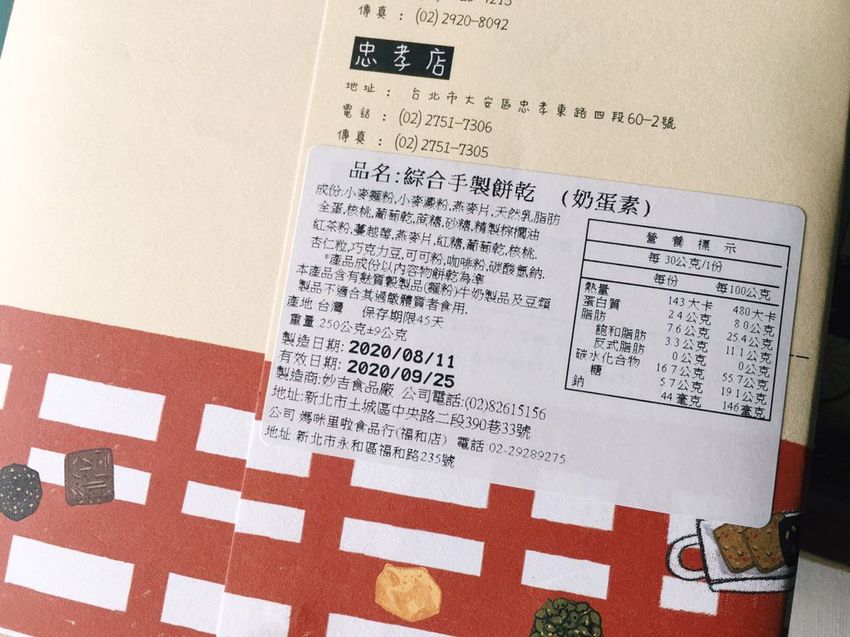 傳真：(02) 2920-8092
忠孝店
地址：台北市大安區忠孝東路四段60-2號
電話：(02) 2751-7306
傳真：(02) 2751-7305
品名:綜合手製餅乾 (奶蛋素)
成份:小麥麵粉,小麥澱粉,燕麥片,天然乳脂肪
全蛋,核桃,葡萄乾,蔗糖,砂糖,精製棕櫚油
紅茶粉,蔓越莓,燕麥片,紅糖,葡萄乾,核桃.
杏仁粒,巧克力豆,可可粉,咖啡粉,碳酸氫鈉.
*產品成份以內容物餅乾為準
本產品含有麩質穀製品(麵粉)牛奶製品及豆類
製品不適合其過敏體質者食用.
產地 台灣 保存期限45天
重量 250公克±9公克
製造日期: 2020/08/11
有效日期: 2020/09/25
製造商:妙吉食品廠 公司電話:(02)82615156
地址:新北市土城區中央路二段390巷33號
公司 媽咪里啦食品行(福和店) 電話 02-29289275
地址 新北市永和區福和路235號
營養標示
每 30公克/1份
每份 每100公克
熱量 143 大卡 480 大卡
蛋白質 2.4 公克 8.0 公克
脂肪 7.6 公克 25.4 公克
飽和脂肪 3.3 公克 11.1 公克
反式脂肪 0 公克 0 公克
碳水化合物 16.7 公克 55.7 公克
糖 5.7 公克 19.1 公克
鈉 44 毫克 146 毫克